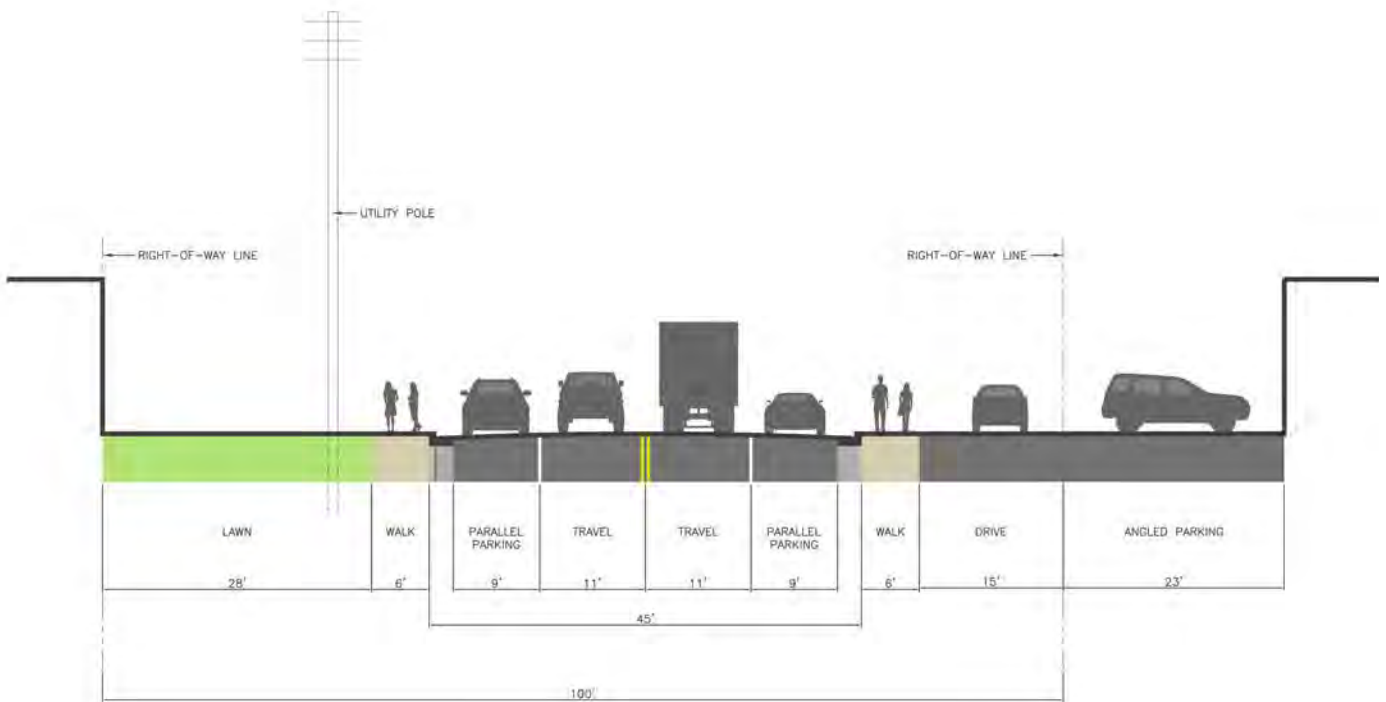 UTILITY POLE
RIGHT-OF-WAY LINE
RIGHT-OF-WAY LINE
LAWN
WALK
PARALLEL
PARKING
TRAVEL
TRAVEL
PARALLEL
PARKING
WALK
DRIVE
ANGLED PARKING
28'
6'
9'
11'
11'
9'
6'
15'
23'
45'
100'